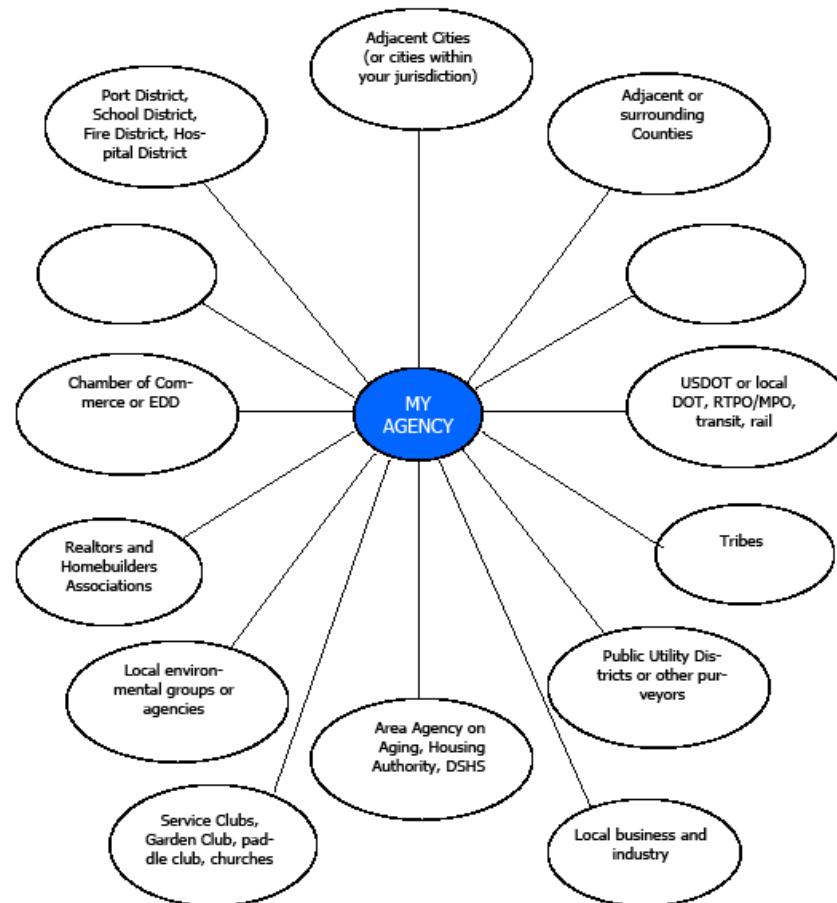 Adjacent Cities
(or cities within
your jurisdiction)
Port District,
School District,
Fire District, Hos-
pital District
Adjacent or
surrounding
Counties
Chamber of Com-
merce or EDD
MY
AGENCY
USDOT or local
DOT, RTPO/MPO,
transit, rail
Realtors and
Homebuilders
Associations
Tribes
Local environ-
mental groups or
agencies
Public Utility Dis-
tricts or other pur-
veyors
Area Agency on
Aging, Housing
Authority, DSHS
Service Clubs,
Garden Club, pad-
dle club, churches
Local business and
industry